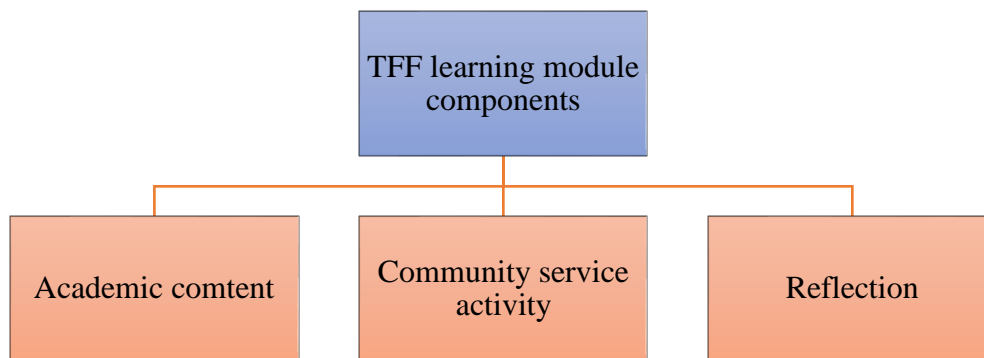 TFF learning module
components
Academic comtent
Community service
activity
Reflection